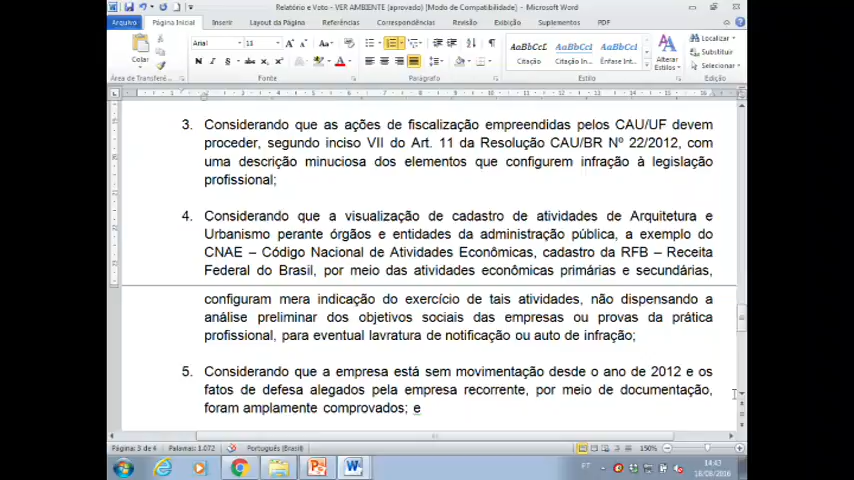 Relatório e Voto - VER AMBIENTE (aprovado) [Modo de Compatibilidade] - Microsoft Word
Arquivo Página Inicial Inserir Layout da Página Referências Correspondências Revisão Exibição Suplementos PDF
Arial 11 AaBbCcL AaBbCcL AaBbCcL Localizar
Colar Substituir
Citação Citação In... Ênfase Int... Alterar Estilos Selecionar
Área de Transferê... Fonte Parágrafo Estilo Edição
3. Considerando que as ações de fiscalização empreendidas pelos CAU/UF devem
proceder, segundo inciso VII do Art. 11 da Resolução CAU/BR Nº 22/2012, com
uma descrição minuciosa dos elementos que configurem infração à legislação
profissional;
4. Considerando que a visualização de cadastro de atividades de Arquitetura e
Urbanismo perante órgãos e entidades da administração pública, a exemplo do
CNAE – Código Nacional de Atividades Econômicas, cadastro da RFB – Receita
Federal do Brasil, por meio das atividades econômicas primárias e secundárias,
configuram mera indicação do exercício de tais atividades, não dispensando a
análise preliminar dos objetivos sociais das empresas ou provas da prática
profissional, para eventual lavratura de notificação ou auto de infração;
5. Considerando que a empresa está sem movimentação desde o ano de 2012 e os
fatos de defesa alegados pela empresa recorrente, por meio de documentação,
foram amplamente comprovados; e
Página: 3 de 6 Palavras: 1.072 Português (Brasil) 150%
PT 14:43
18/08/2016